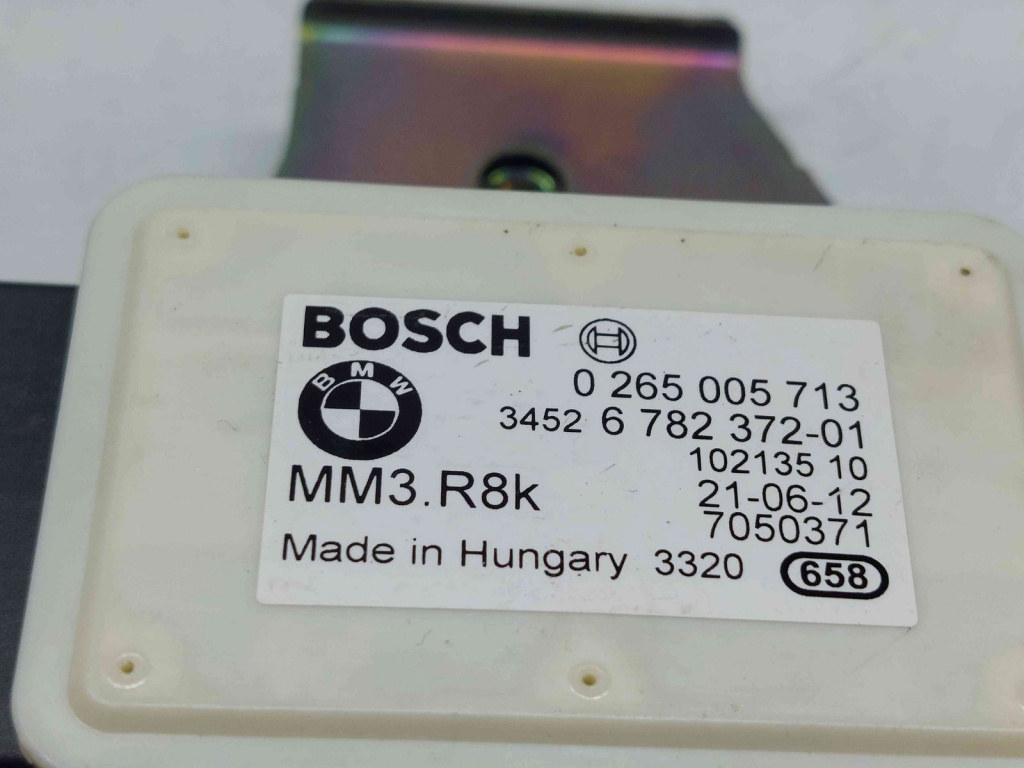 BOSCH
BMW
0 265 005 713
3452 6 782 372-01
102135 10
MM3.R8k
21-06-12
7050371
Made in Hungary 3320 658